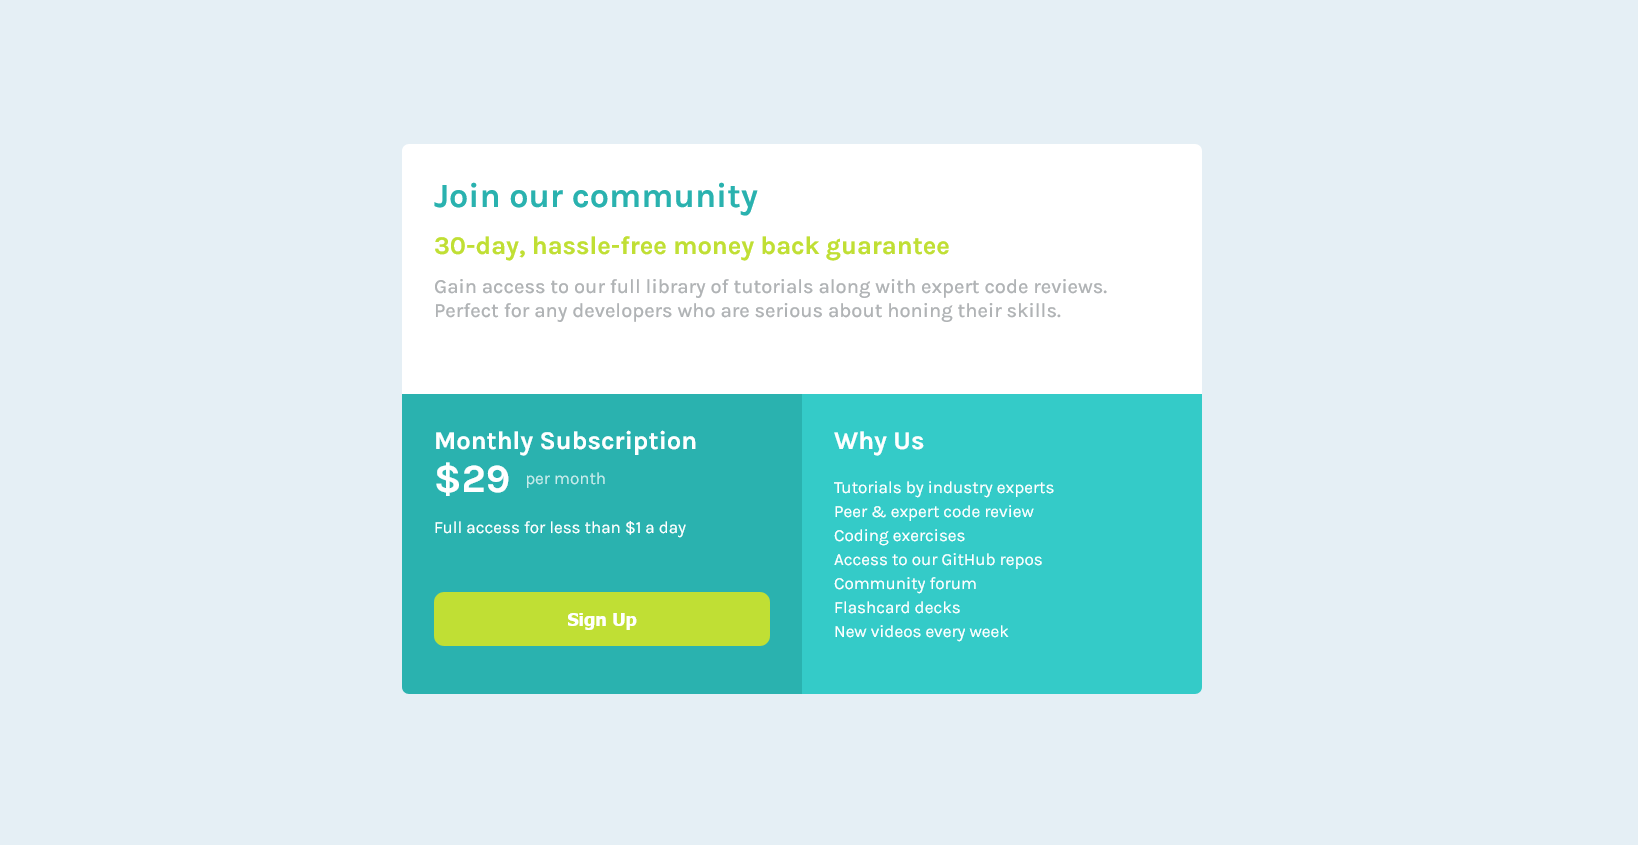 Join our community
30-day, hassle-free money back guarantee
Gain access to our full library of tutorials along with expert code reviews.
Perfect for any developers who are serious about honing their skills.
Monthly Subscription
$29 per month
Full access for less than $1 a day
Sign Up
Why Us
Tutorials by industry experts
Peer & expert code review
Coding exercises
Access to our GitHub repos
Community forum
Flashcard decks
New videos every week